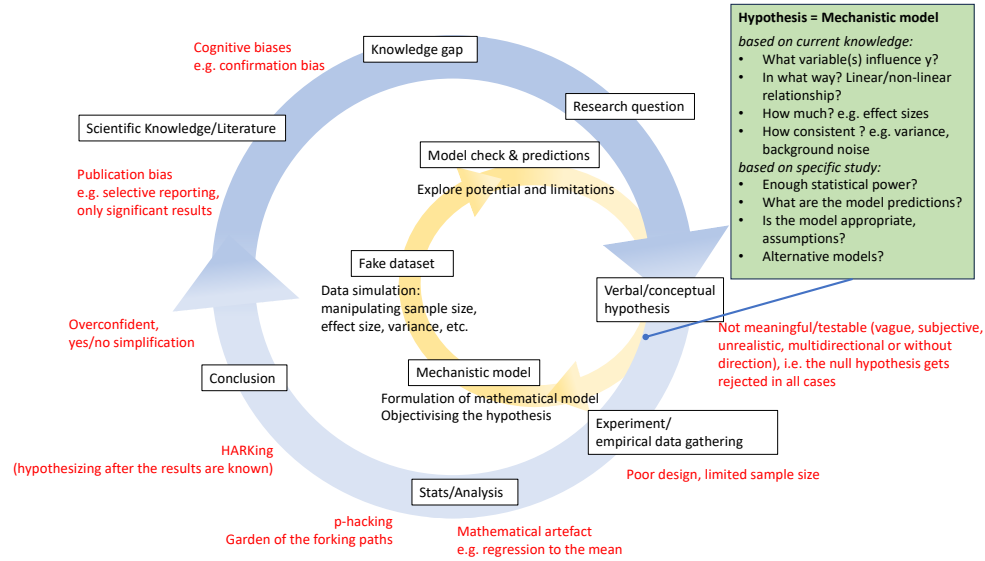 Hypothesis = Mechanistic model
based on current knowledge:
• What variable(s) influence y?
• In what way? Linear/non-linear
relationship?
• How much? e.g. effect sizes
• How consistent ? e.g. variance,
background noise
based on specific study:
• Enough statistical power?
• What are the model predictions?
• Is the model appropriate,
assumptions?
• Alternative models?
Cognitive biases
e.g. confirmation bias
Knowledge gap
Research question
Scientific Knowledge/Literature
Model check & predictions
Explore potential and limitations
Publication bias
e.g. selective reporting,
only significant results
Fake dataset
Data simulation:
manipulating sample size,
effect size, variance, etc.
Verbal/conceptual
hypothesis
Not meaningful/testable (vague, subjective,
unrealistic, multidirectional or without
direction), i.e. the null hypothesis gets
rejected in all cases
Overconfident,
yes/no simplification
Conclusion
Mechanistic model
Formulation of mathematical model
Objectivising the hypothesis
Experiment/
empirical data gathering
Poor design, limited sample size
HARKing
(hypothesizing after the results are known)
Stats/Analysis
p-hacking
Garden of the forking paths
Mathematical artefact
e.g. regression to the mean